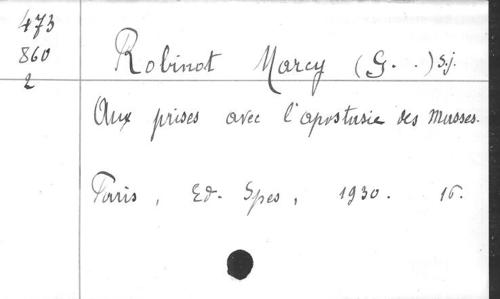 473
860
2
Robinot Marcy (G. .) S.j.
Aux prises avec l'apostasie des masses.
Paris, Ed. Spes, 1930. 16.